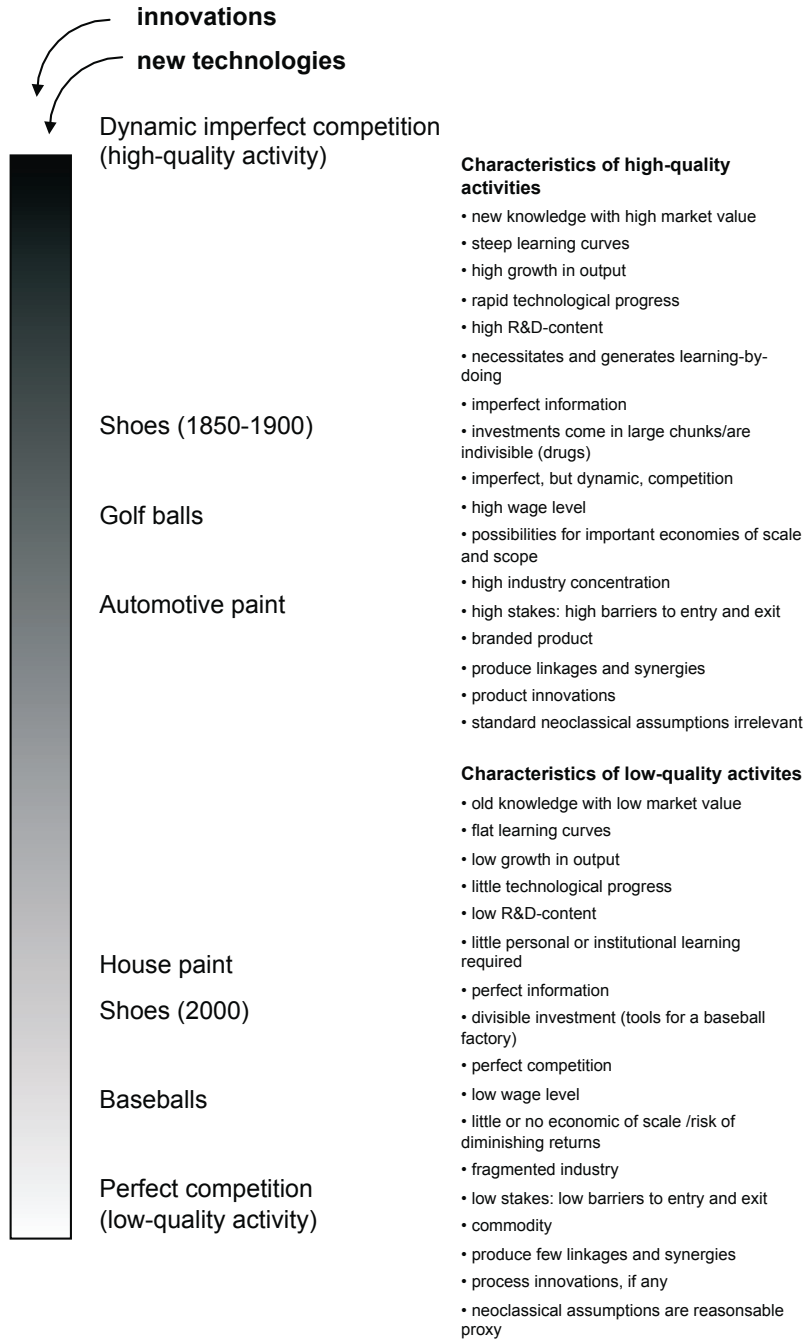 innovations
new technologies
Dynamic imperfect competition
(high-quality activity)
Shoes (1850-1900)
Golf balls
Automotive paint
House paint
Shoes (2000)
Baseballs
Perfect competition
(low-quality activity)
Characteristics of high-quality
activities
• new knowledge with high market value
• steep learning curves
• high growth in output
• rapid technological progress
• high R&D-content
• necessitates and generates learning-by-
doing
• imperfect information
• investments come in large chunks/are
indivisible (drugs)
• imperfect, but dynamic, competition
• high wage level
• possibilities for important economies of scale
and scope
• high industry concentration
• high stakes: high barriers to entry and exit
• branded product
• produce linkages and synergies
• product innovations
• standard neoclassical assumptions irrelevant
Characteristics of low-quality activites
• old knowledge with low market value
• flat learning curves
• low growth in output
• little technological progress
• low R&D-content
• little personal or institutional learning
required
• perfect information
• divisible investment (tools for a baseball
factory)
• perfect competition
• low wage level
• little or no economic of scale /risk of
diminishing returns
• fragmented industry
• low stakes: low barriers to entry and exit
• commodity
• produce few linkages and synergies
• process innovations, if any
• neoclassical assumptions are reasonsable
proxy